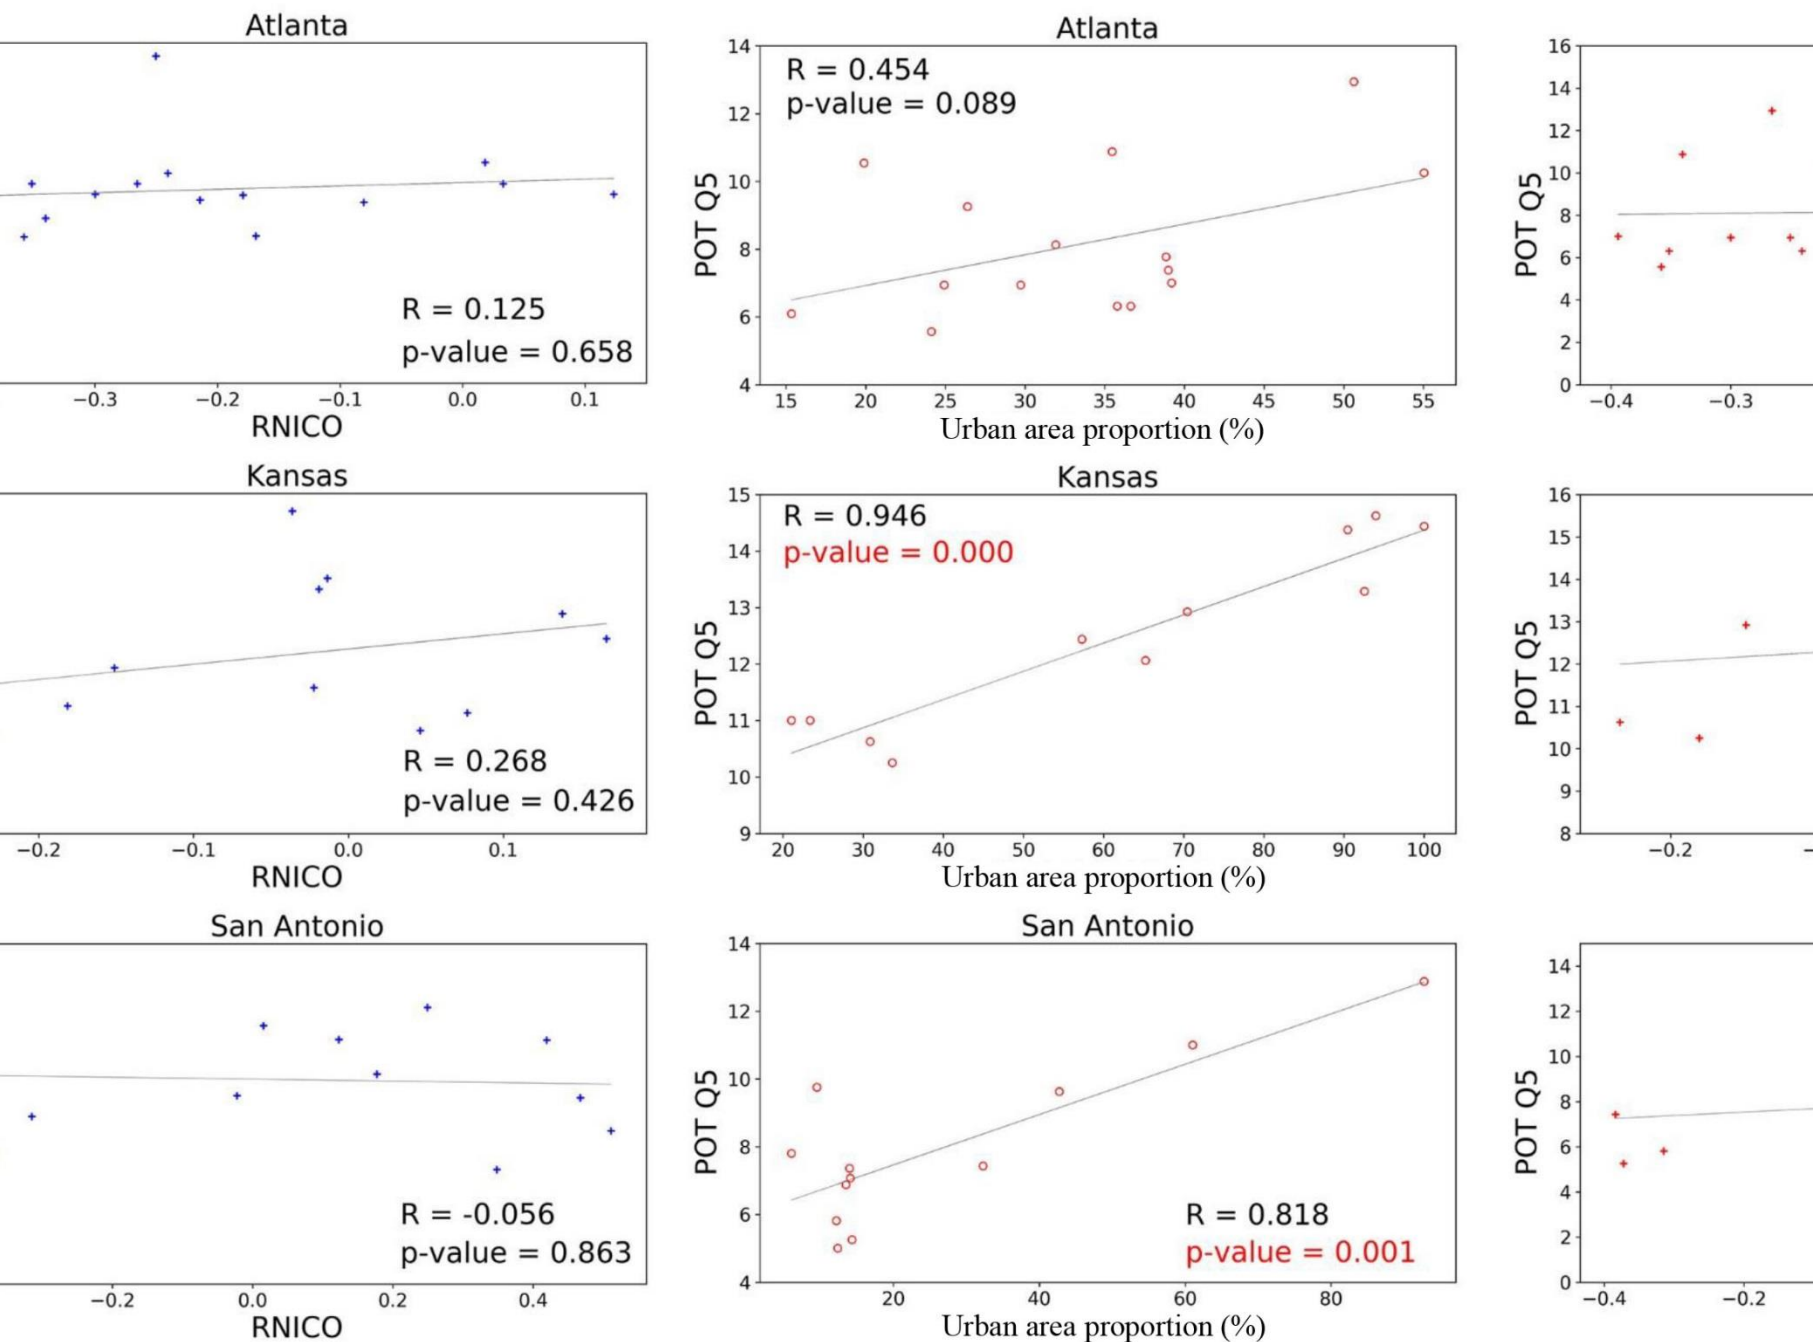 Atlanta
R = 0.125
p-value = 0.658
−0.3 −0.2 −0.1 0.0 0.1
RNICO
Atlanta
14
12
10
8
6
4
POT Q5
R = 0.454
p-value = 0.089
15 20 25 30 35 40 45 50 55
Urban area proportion (%)
16
14
12
10
8
6
4
2
0
POT Q5
−0.4 −0.3
Kansas
R = 0.268
p-value = 0.426
−0.2 −0.1 0.0 0.1
RNICO
Kansas
15
14
13
12
11
10
9
POT Q5
R = 0.946
p-value = 0.000
20 30 40 50 60 70 80 90 100
Urban area proportion (%)
16
15
14
13
12
11
10
9
8
POT Q5
−0.2
San Antonio
R = -0.056
p-value = 0.863
−0.2 0.0 0.2 0.4
RNICO
San Antonio
14
12
10
8
6
4
POT Q5
R = 0.818
p-value = 0.001
20 40 60 80
Urban area proportion (%)
14
12
10
8
6
4
2
0
POT Q5
−0.4 −0.2